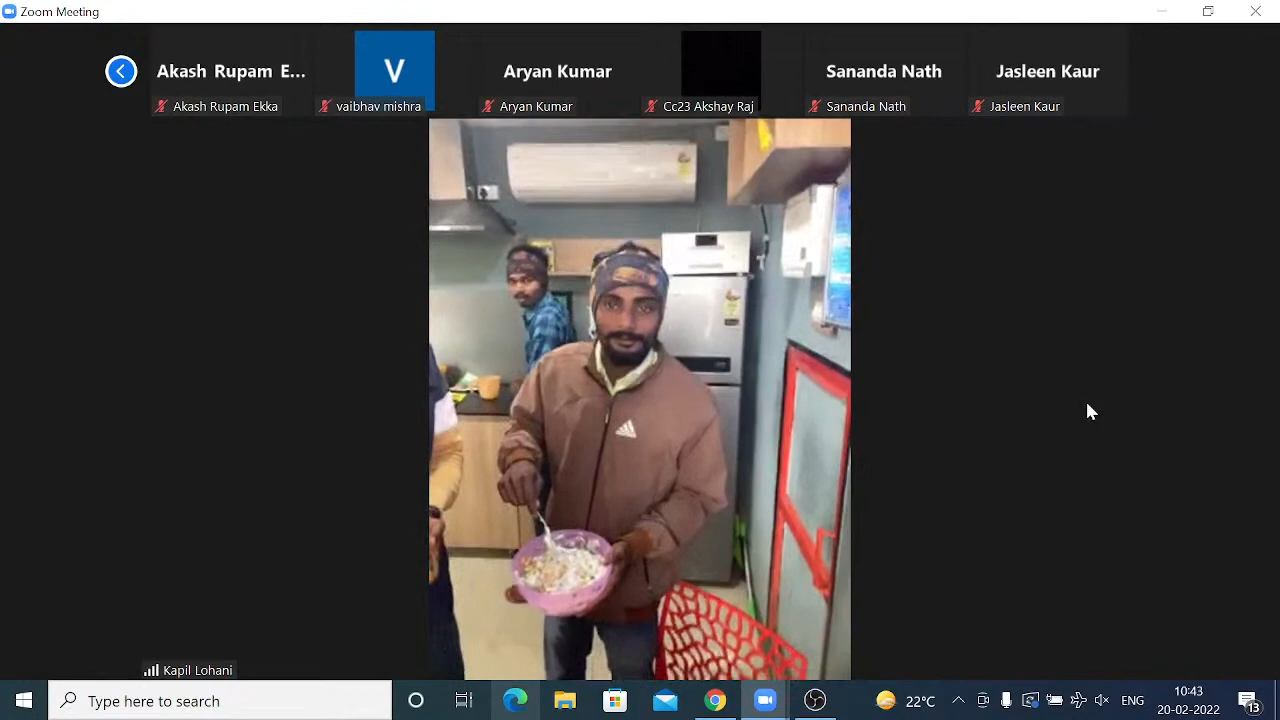 Zoom Meeting
Akash Rupam E...
V
Aryan Kumar
Sananda Nath
Jasleen Kaur
Akash Rupam Ekka
vaibhav mishra
Aryan Kumar
Cc23 Akshay Raj
Sananda Nath
Jasleen Kaur
Kapil Lohani
Type here to search
22°C
ENG
10:43
20-02-2022
13